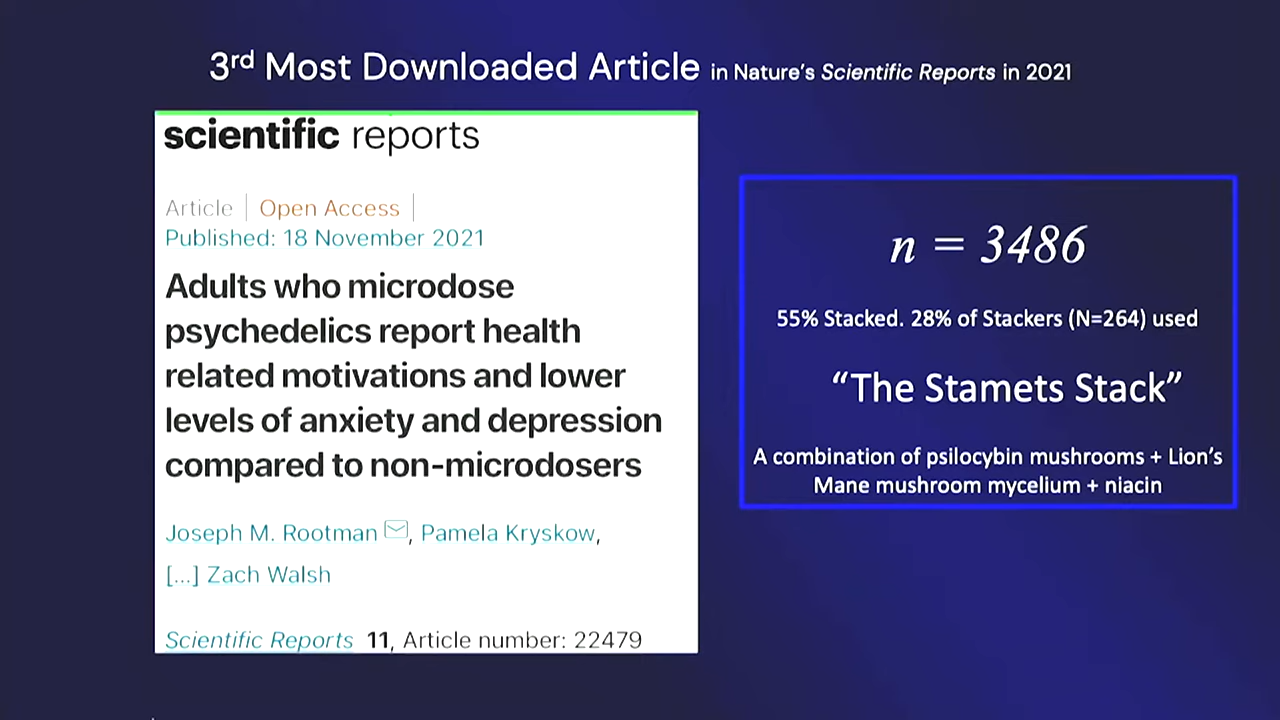 3rd Most Downloaded Article in Nature's Scientific Reports in 2021
scientific reports
Article | Open Access |
Published: 18 November 2021
Adults who microdose
psychedelics report health
related motivations and lower
levels of anxiety and depression
compared to non-microdosers
Joseph M. Rootman, Pamela Kryskow,
[...] Zach Walsh
Scientific Reports 11, Article number: 22479
n = 3486
55% Stacked. 28% of Stackers (N=264) used
“The Stamets Stack”
A combination of psilocybin mushrooms + Lion’s
Mane mushroom mycelium + niacin